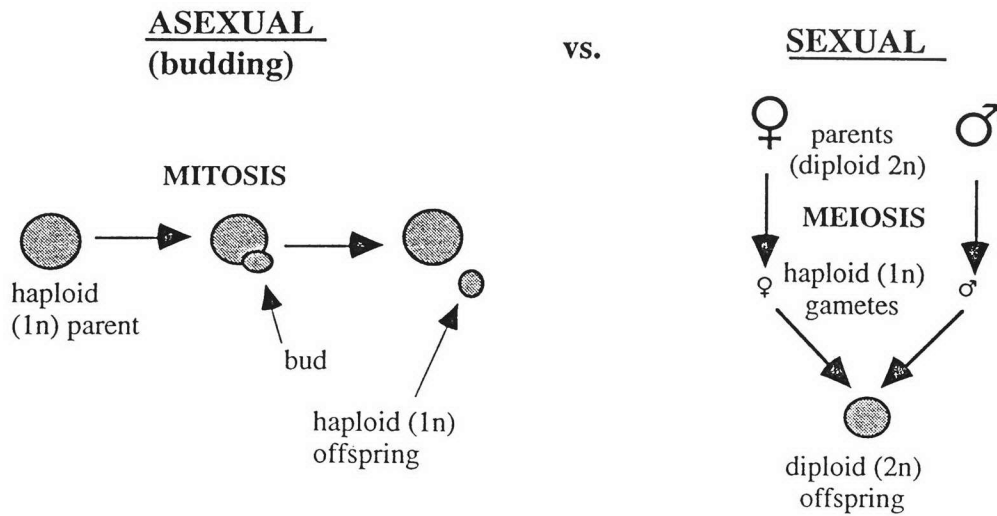 ASEXUAL
(budding)
vs.
SEXUAL
MITOSIS
haploid
(1n) parent
bud
haploid (1n)
offspring
♀
parents
(diploid 2n)
♂
MEIOSIS
♀
haploid (1n)
gametes
♂
diploid (2n)
offspring